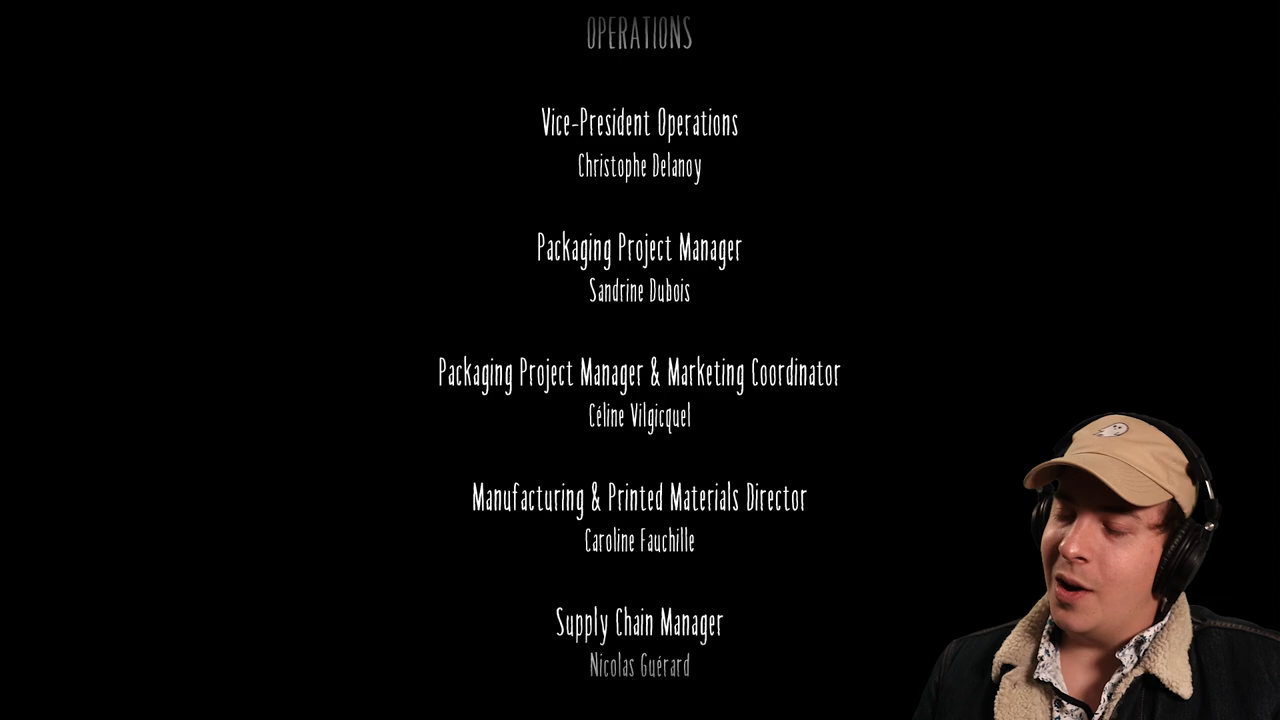 OPERATIONS
Vice-President Operations
Christophe Delanoy
Packaging Project Manager
Sandrine Dubois
Packaging Project Manager & Marketing Coordinator
Céline Vilgicquel
Manufacturing & Printed Materials Director
Caroline Fauchille
Supply Chain Manager
Nicolas Guérard